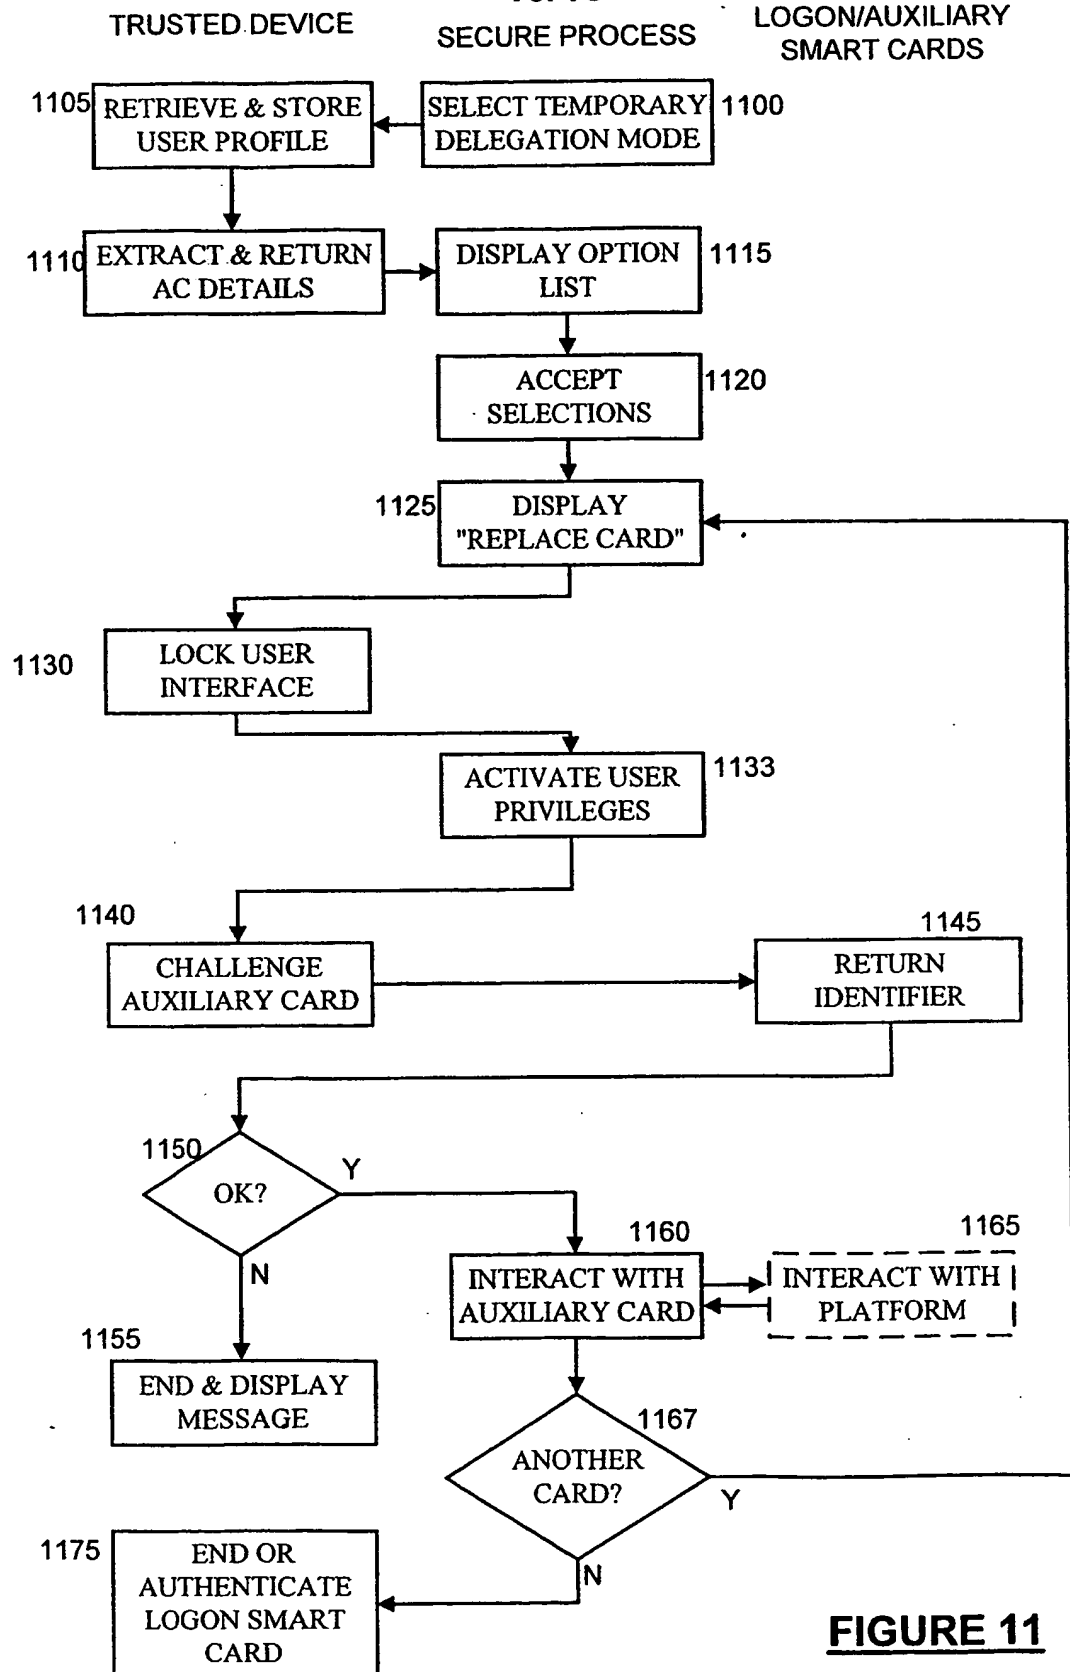 TRUSTED DEVICE
SECURE PROCESS
LOGON/AUXILIARY
SMART CARDS
1105
RETRIEVE & STORE
USER PROFILE
SELECT TEMPORARY
DELEGATION MODE
1100
1110
EXTRACT & RETURN
AC DETAILS
DISPLAY OPTION
LIST
1115
ACCEPT
SELECTIONS
1120
1125
DISPLAY
"REPLACE CARD"
1130
LOCK USER
INTERFACE
ACTIVATE USER
PRIVILEGES
1133
1140
CHALLENGE
AUXILIARY CARD
1145
RETURN
IDENTIFIER
1150
OK?
Y
N
1155
END & DISPLAY
MESSAGE
1160
INTERACT WITH
AUXILIARY CARD
1165
INTERACT WITH
PLATFORM
1167
ANOTHER
CARD?
Y
N
1175
END OR
AUTHENTICATE
LOGON SMART
CARD
FIGURE 11